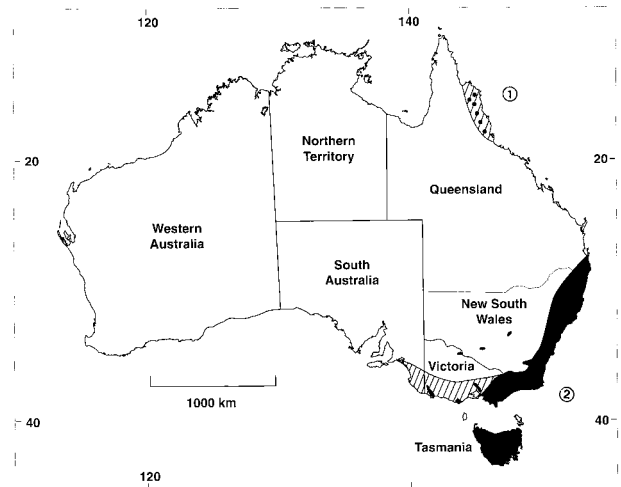 120
140
①
Northern
Territory
20
20
Queensland
Western
Australia
South
Australia
New South
Wales
Victoria
1000 km
②
40
40
Tasmania
120